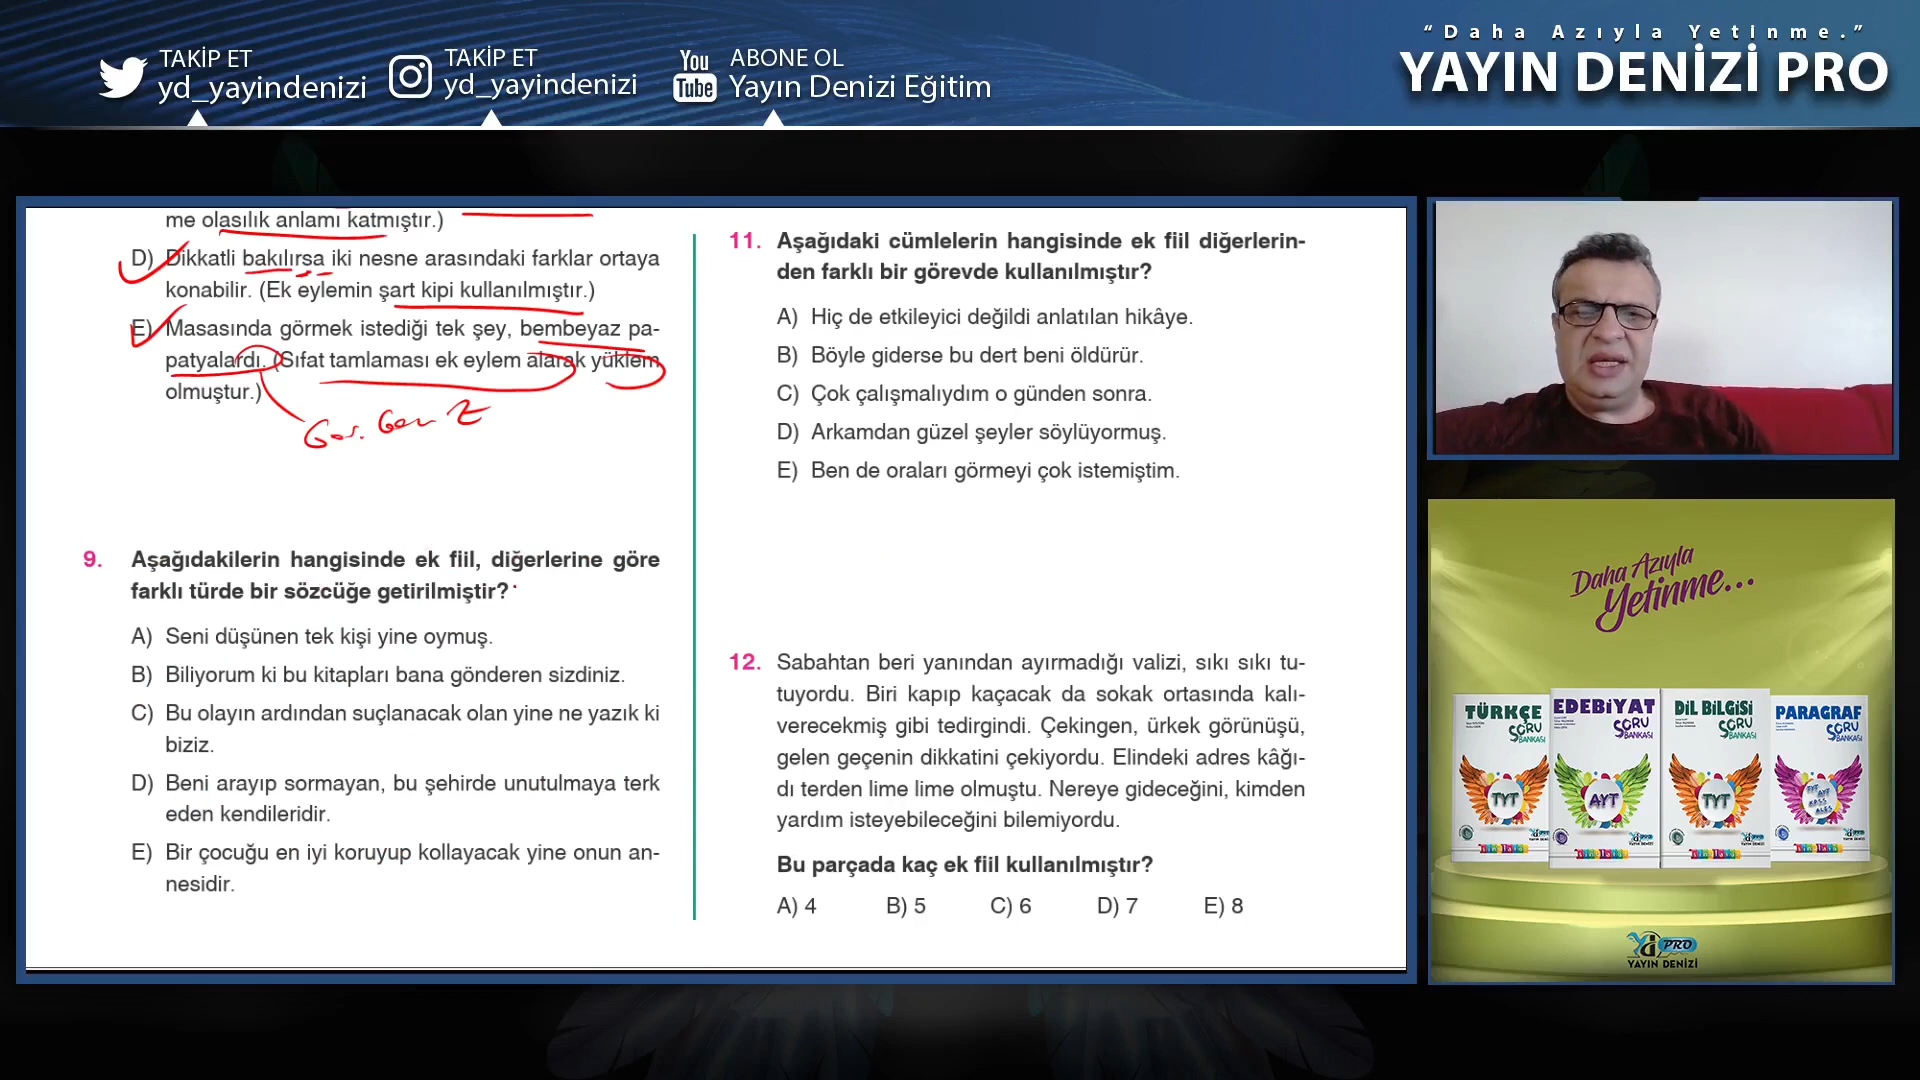 “Daha Azıyla Yetinme.”
YAYIN DENİZİ PRO
TAKİP ET
yd_yayindenizi
TAKİP ET
yd_yayindenizi
You
Tube
ABONE OL
Yayın Denizi Eğitim
me olasılık anlamı katmıştır.)
D) Dikkatli bakılırsa iki nesne arasındaki farklar ortaya
konabilir. (Ek eylemin şart kipi kullanılmıştır.)
E) Masasında görmek istediği tek şey, bembeyaz pa-
patyalardı. (Sıfat tamlaması ek eylem alarak yüklem
olmuştur.)
9. Aşağıdakilerin hangisinde ek fiil, diğerlerine göre
farklı türde bir sözcüğe getirilmiştir?
A) Seni düşünen tek kişi yine oymuş.
B) Biliyorum ki bu kitapları bana gönderen sizdiniz.
C) Bu olayın ardından suçlanacak olan yine ne yazık ki
biziz.
D) Beni arayıp sormayan, bu şehirde unutulmaya terk
eden kendileridir.
E) Bir çocuğu en iyi koruyup kollayacak yine onun an-
nesidir.
11. Aşağıdaki cümlelerin hangisinde ek fiil diğerlerin-
den farklı bir görevde kullanılmıştır?
A) Hiç de etkileyici değildi anlatılan hikâye.
B) Böyle giderse bu dert beni öldürür.
C) Çok çalışmalıydım o günden sonra.
D) Arkamdan güzel şeyler söylüyormuş.
E) Ben de oraları görmeyi çok istemiştim.
12. Sabahtan beri yanından ayırmadığı valizi, sıkı sıkı tu-
tuyordu. Biri kapıp kaçacak da sokak ortasında kalı-
verecekmiş gibi tedirgindi. Çekingen, ürkek görünüşü,
gelen geçenin dikkatini çekiyordu. Elindeki adres kâğı-
dı terden lime lime olmuştu. Nereye gideceğini, kimden
yardım isteyebileceğini bilemiyordu.
Bu parçada kaç ek fiil kullanılmıştır?
A) 4 B) 5 C) 6 D) 7 E) 8
Daha Azıyla
Yetinme...
TÜRKÇE
SORU
BANKASI
TYT
EDEBİYAT
SORU
BANKASI
AYT
DİL BİLGİSİ
SORU
BANKASI
TYT
PARAGRAF
SORU
BANKASI
PRO
YAYIN DENİZİ